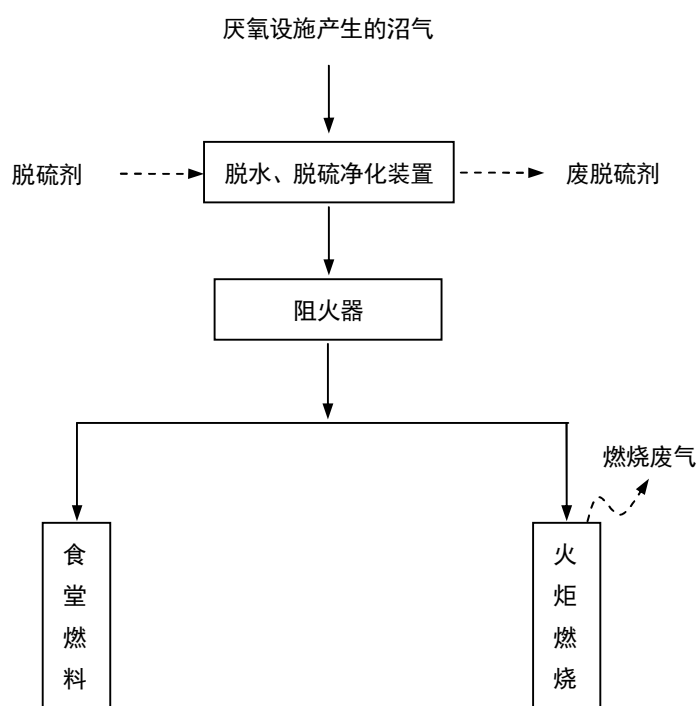 厌氧设施产生的沼气
脱硫剂
脱水、脱硫净化装置
废脱硫剂
阻火器
燃烧废气
食堂燃料
火炬燃烧